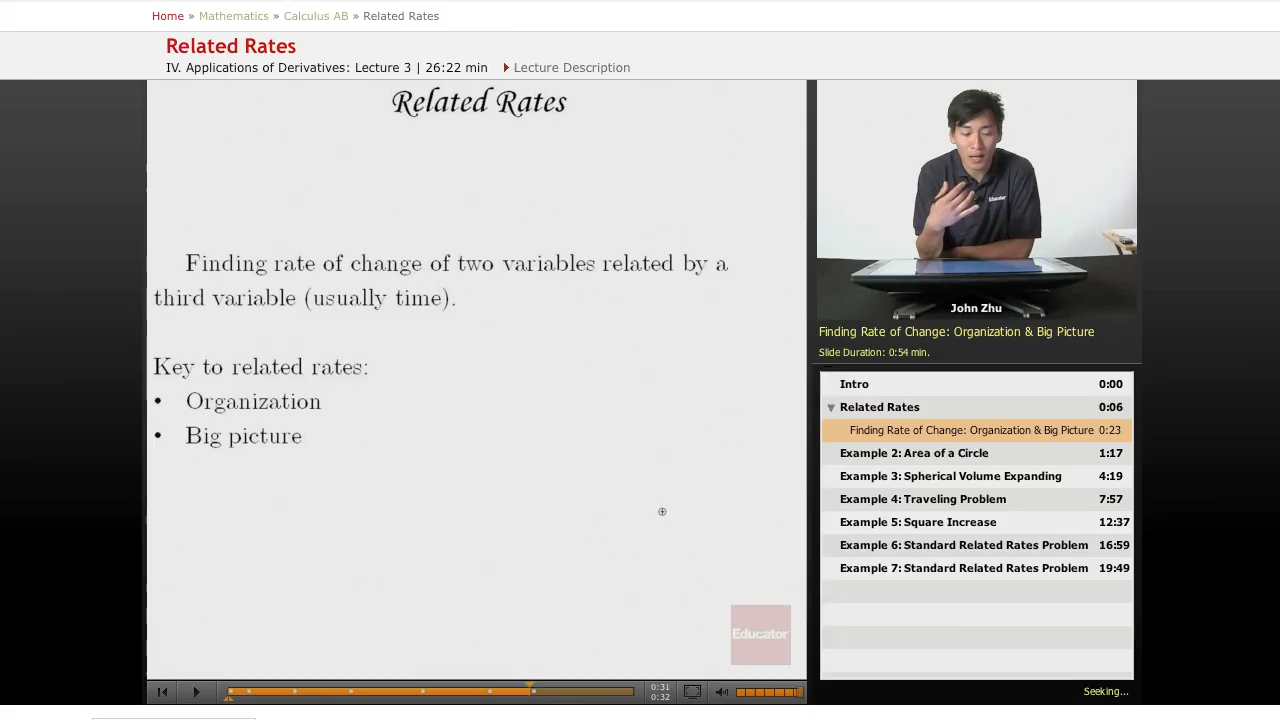 Home » Mathematics » Calculus AB » Related Rates
Related Rates
IV. Applications of Derivatives: Lecture 3 | 26:22 min Lecture Description
Related Rates
Finding rate of change of two variables related by a
third variable (usually time).
Key to related rates:
• Organization
• Big picture
Educator
0:31
0:32
Educator
John Zhu
Finding Rate of Change: Organization & Big Picture
Slide Duration: 0:54 min.
Intro 0:00
Related Rates 0:06
Finding Rate of Change: Organization & Big Picture 0:23
Example 2: Area of a Circle 1:17
Example 3: Spherical Volume Expanding 4:19
Example 4: Traveling Problem 7:57
Example 5: Square Increase 12:37
Example 6: Standard Related Rates Problem 16:59
Example 7: Standard Related Rates Problem 19:49
Seeking...